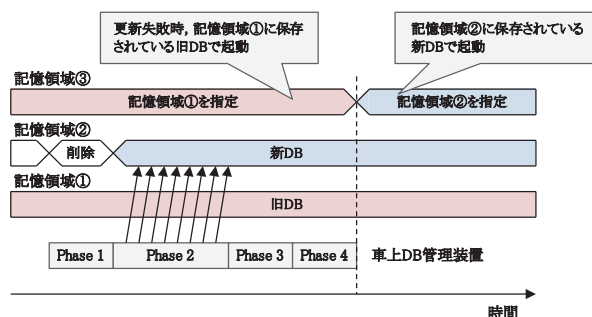 更新失敗時，記憶領域①に保存
されている旧DBで起動
記憶領域②に保存されている
新DBで起動
記憶領域③
記憶領域①を指定
記憶領域②を指定
記憶領域②
削除
新DB
記憶領域①
旧DB
Phase 1
Phase 2
Phase 3
Phase 4
車上DB管理装置
時間